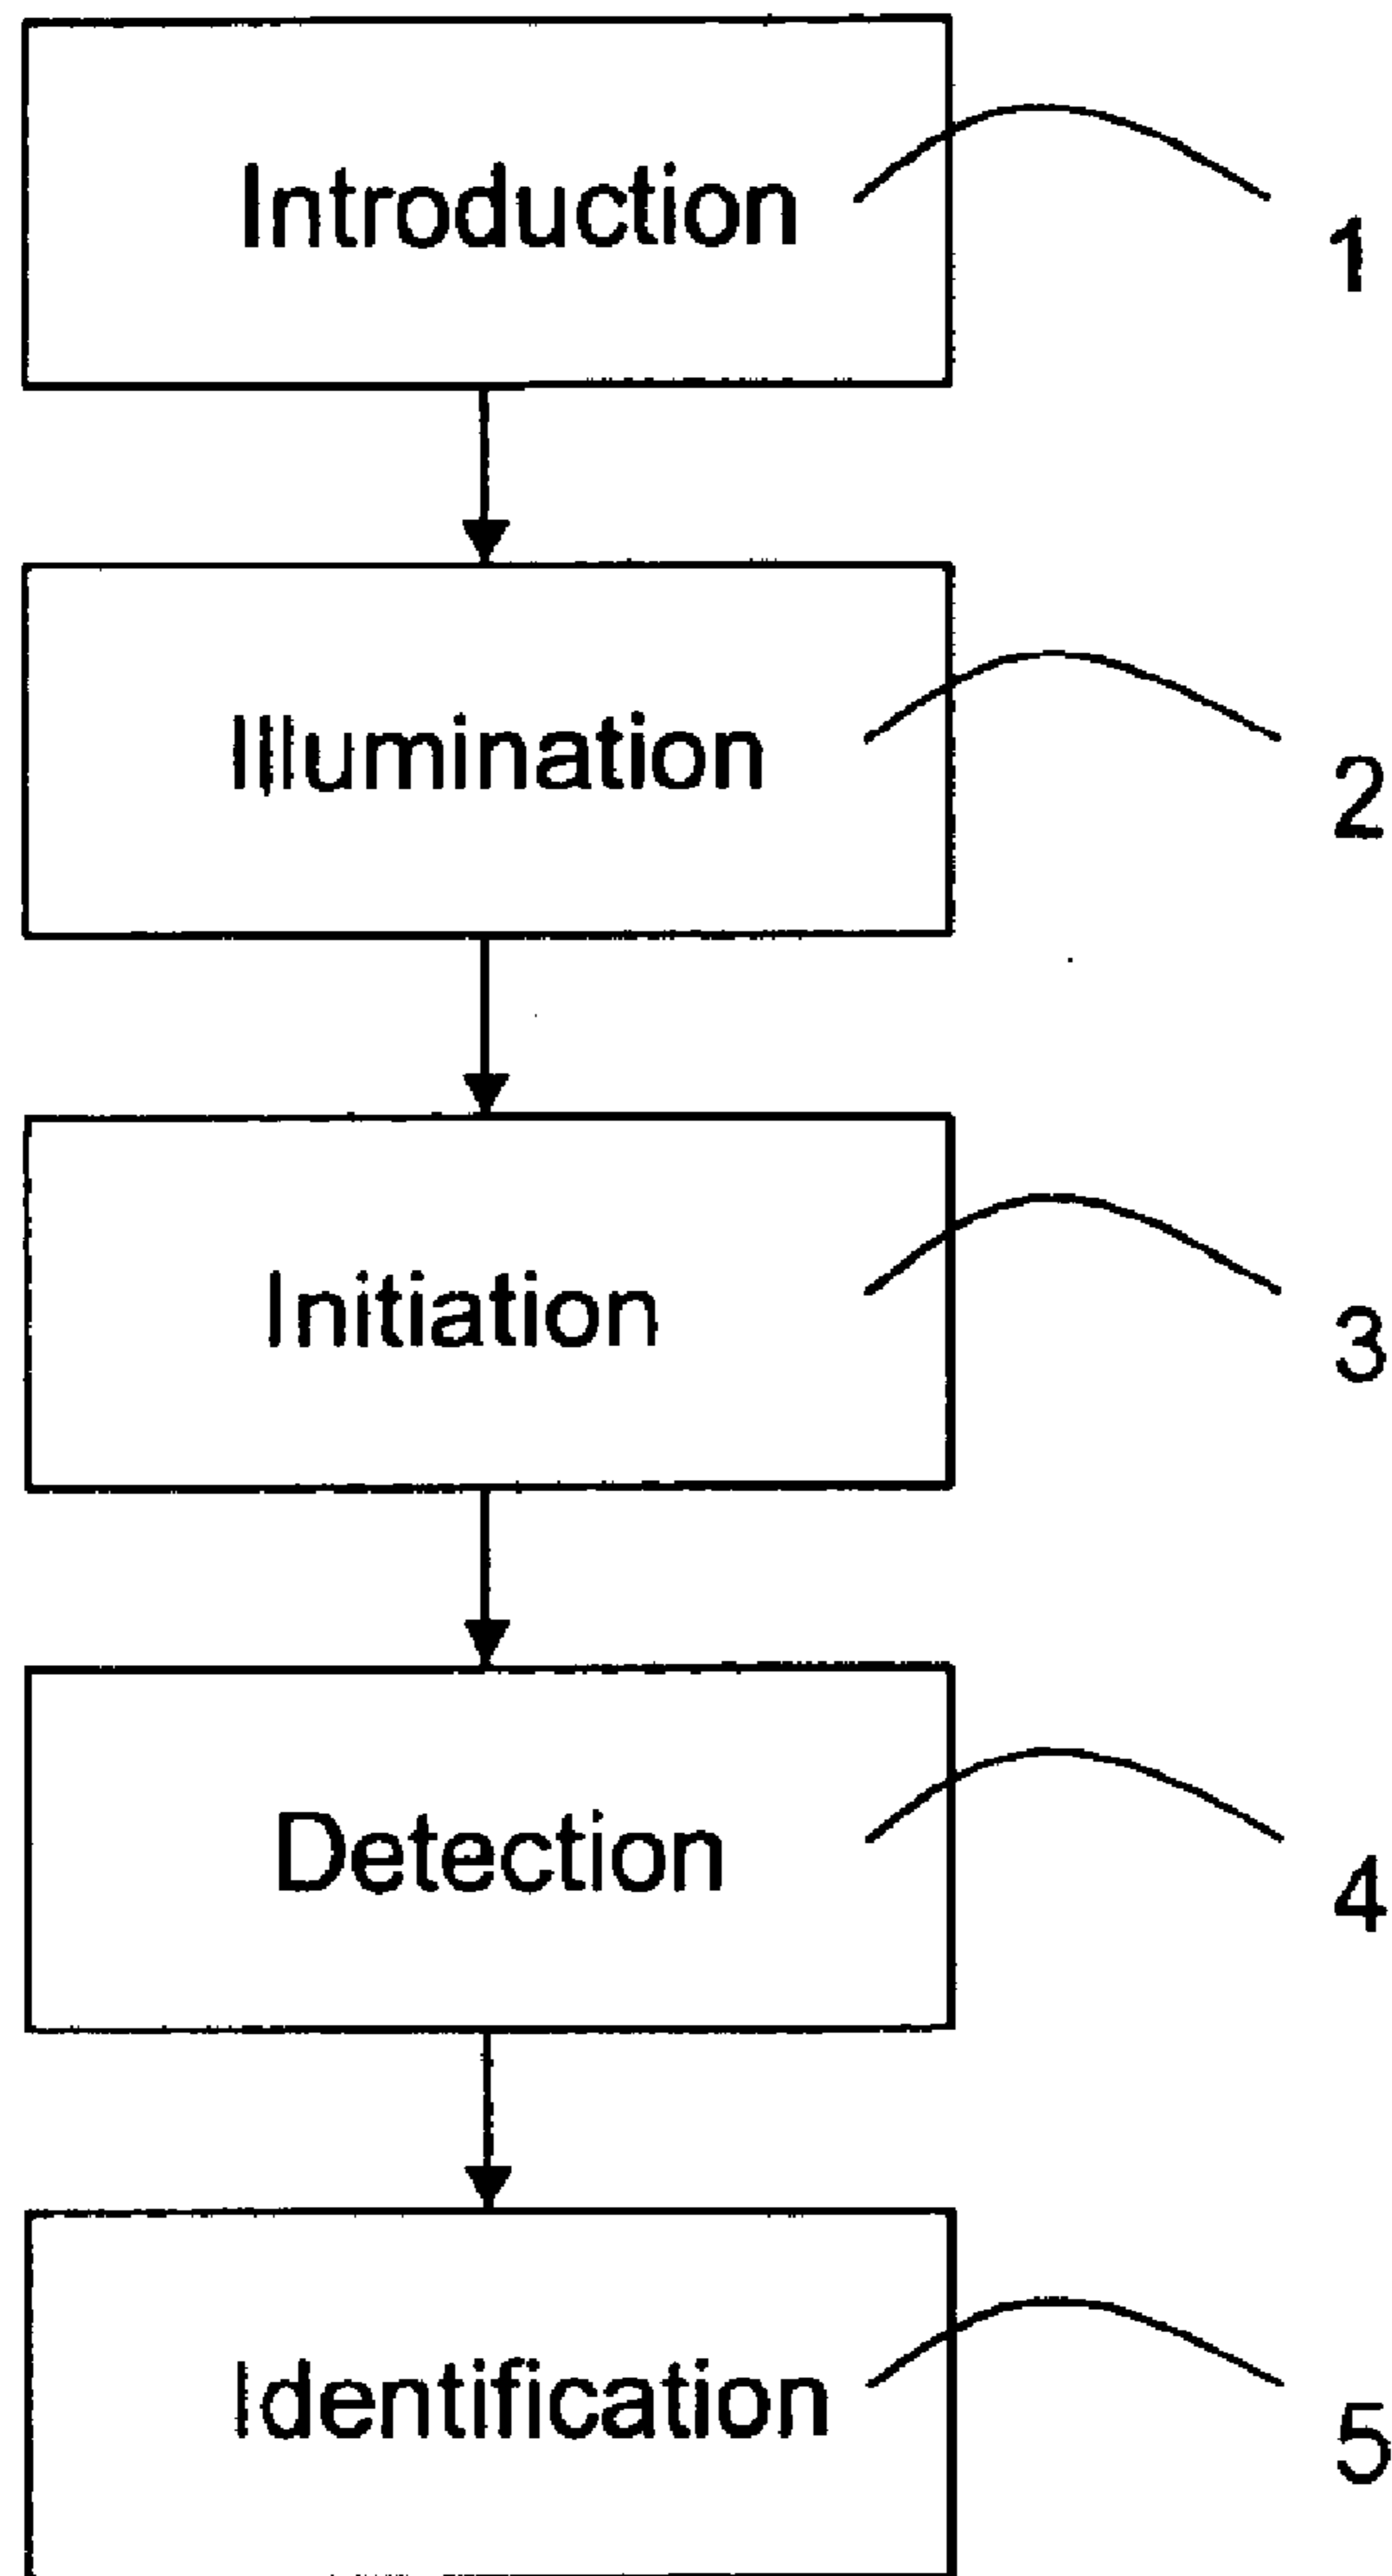 Introduction
1
Illumination
2
Initiation
3
Detection
4
Identification
5